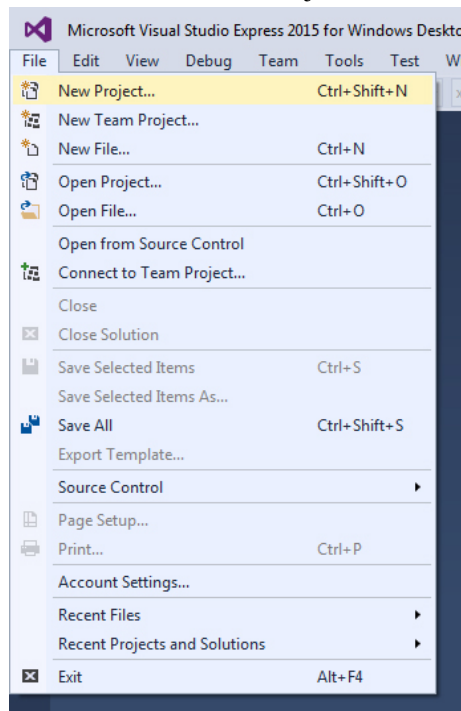 Microsoft Visual Studio Express 2015 for Windows Deskto
File Edit View Debug Team Tools Test W
New Project... Ctrl+Shift+N
New Team Project...
New File... Ctrl+N
Open Project... Ctrl+Shift+O
Open File... Ctrl+O
Open from Source Control
Connect to Team Project...
Close
Close Solution
Save Selected Items Ctrl+S
Save Selected Items As...
Save All Ctrl+Shift+S
Export Template...
Source Control
Page Setup...
Print... Ctrl+P
Account Settings...
Recent Files
Recent Projects and Solutions
Exit Alt+F4